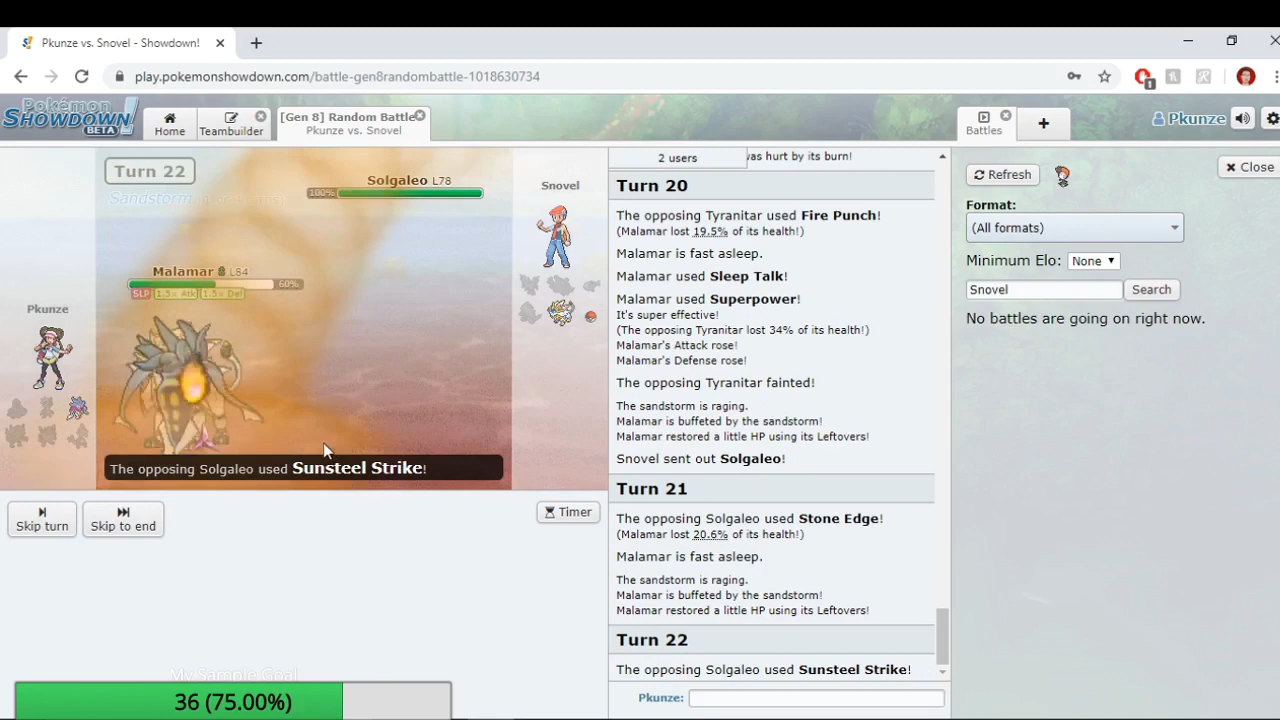 Pkunze vs. Snovel - Showdown!
play.pokemonshowdown.com/battle-gen8randombattle-1018630734
1
Pokémon
SHOWDOWN!
BETA
Home
Teambuilder
[Gen 8] Random Battle
Pkunze vs. Snovel
Battles
Pkunze
Turn 22
Sandstorm
Solgaleo L78
100%
Snovel
Malamar L84
60%
SLP 1.5× Atk 1.5× Def
Pkunze
The opposing Solgaleo used Sunsteel Strike!
Skip turn
Skip to end
Timer
My Sample Goal
36 (75.00%)
2 users
was hurt by its burn!
Turn 20
The opposing Tyranitar used Fire Punch!
(Malamar lost 19.5% of its health!)
Malamar is fast asleep.
Malamar used Sleep Talk!
Malamar used Superpower!
It's super effective!
(The opposing Tyranitar lost 34% of its health!)
Malamar's Attack rose!
Malamar's Defense rose!
The opposing Tyranitar fainted!
The sandstorm is raging.
Malamar is buffeted by the sandstorm!
Malamar restored a little HP using its Leftovers!
Snovel sent out Solgaleo!
Turn 21
The opposing Solgaleo used Stone Edge!
(Malamar lost 20.6% of its health!)
Malamar is fast asleep.
The sandstorm is raging.
Malamar is buffeted by the sandstorm!
Malamar restored a little HP using its Leftovers!
Turn 22
The opposing Solgaleo used Sunsteel Strike!
Pkunze:
Refresh
Close
Format:
(All formats)
Minimum Elo: None
Snovel
Search
No battles are going on right now.